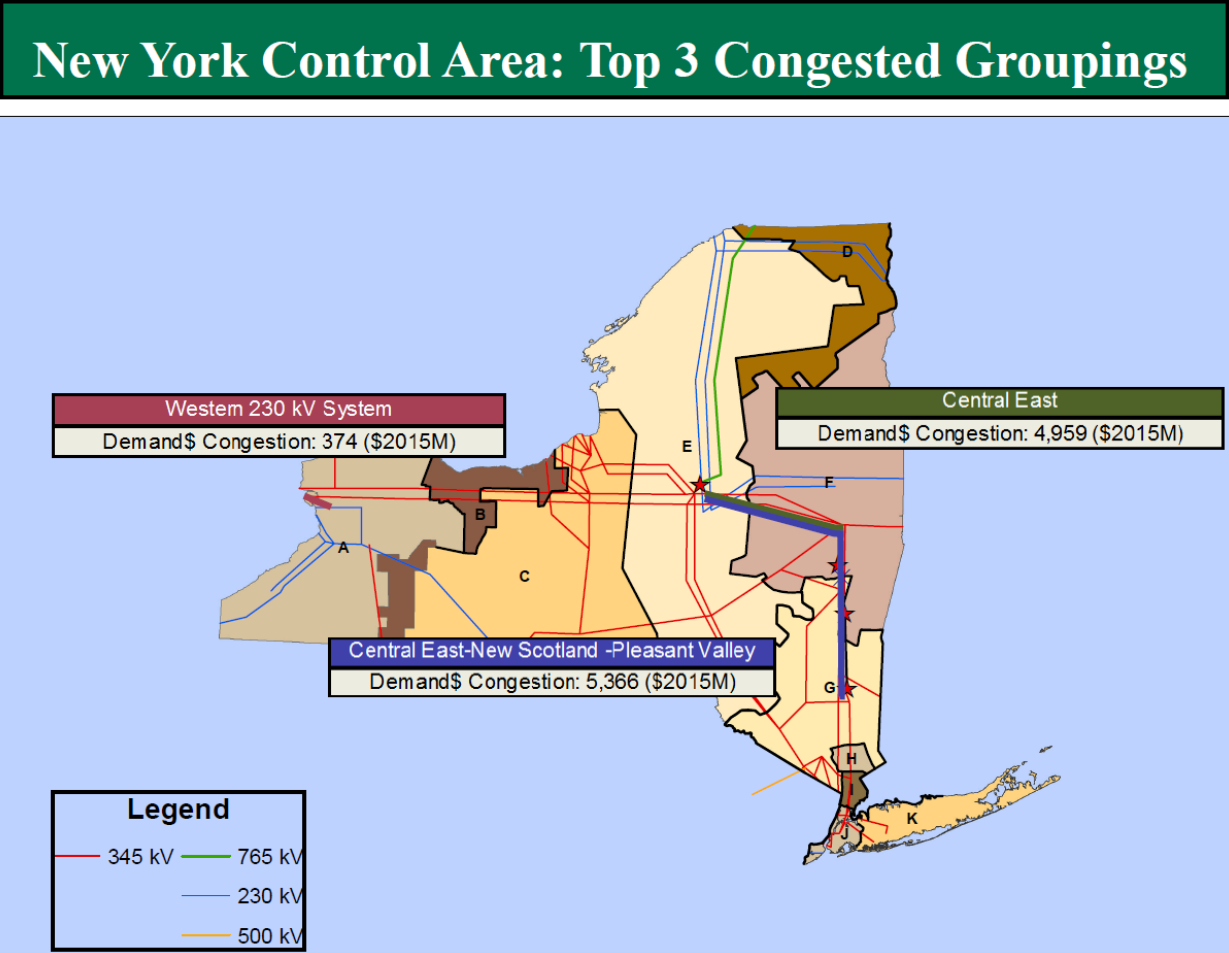 New York Control Area: Top 3 Congested Groupings
D
Western 230 kV System
Demand$ Congestion: 374 ($2015M)
Central East
Demand$ Congestion: 4,959 ($2015M)
E
F
B
A
C
Central East-New Scotland -Pleasant Valley
Demand$ Congestion: 5,366 ($2015M)
G
H
I
K
J
Legend
345 kV
765 kV
230 kV
500 kV